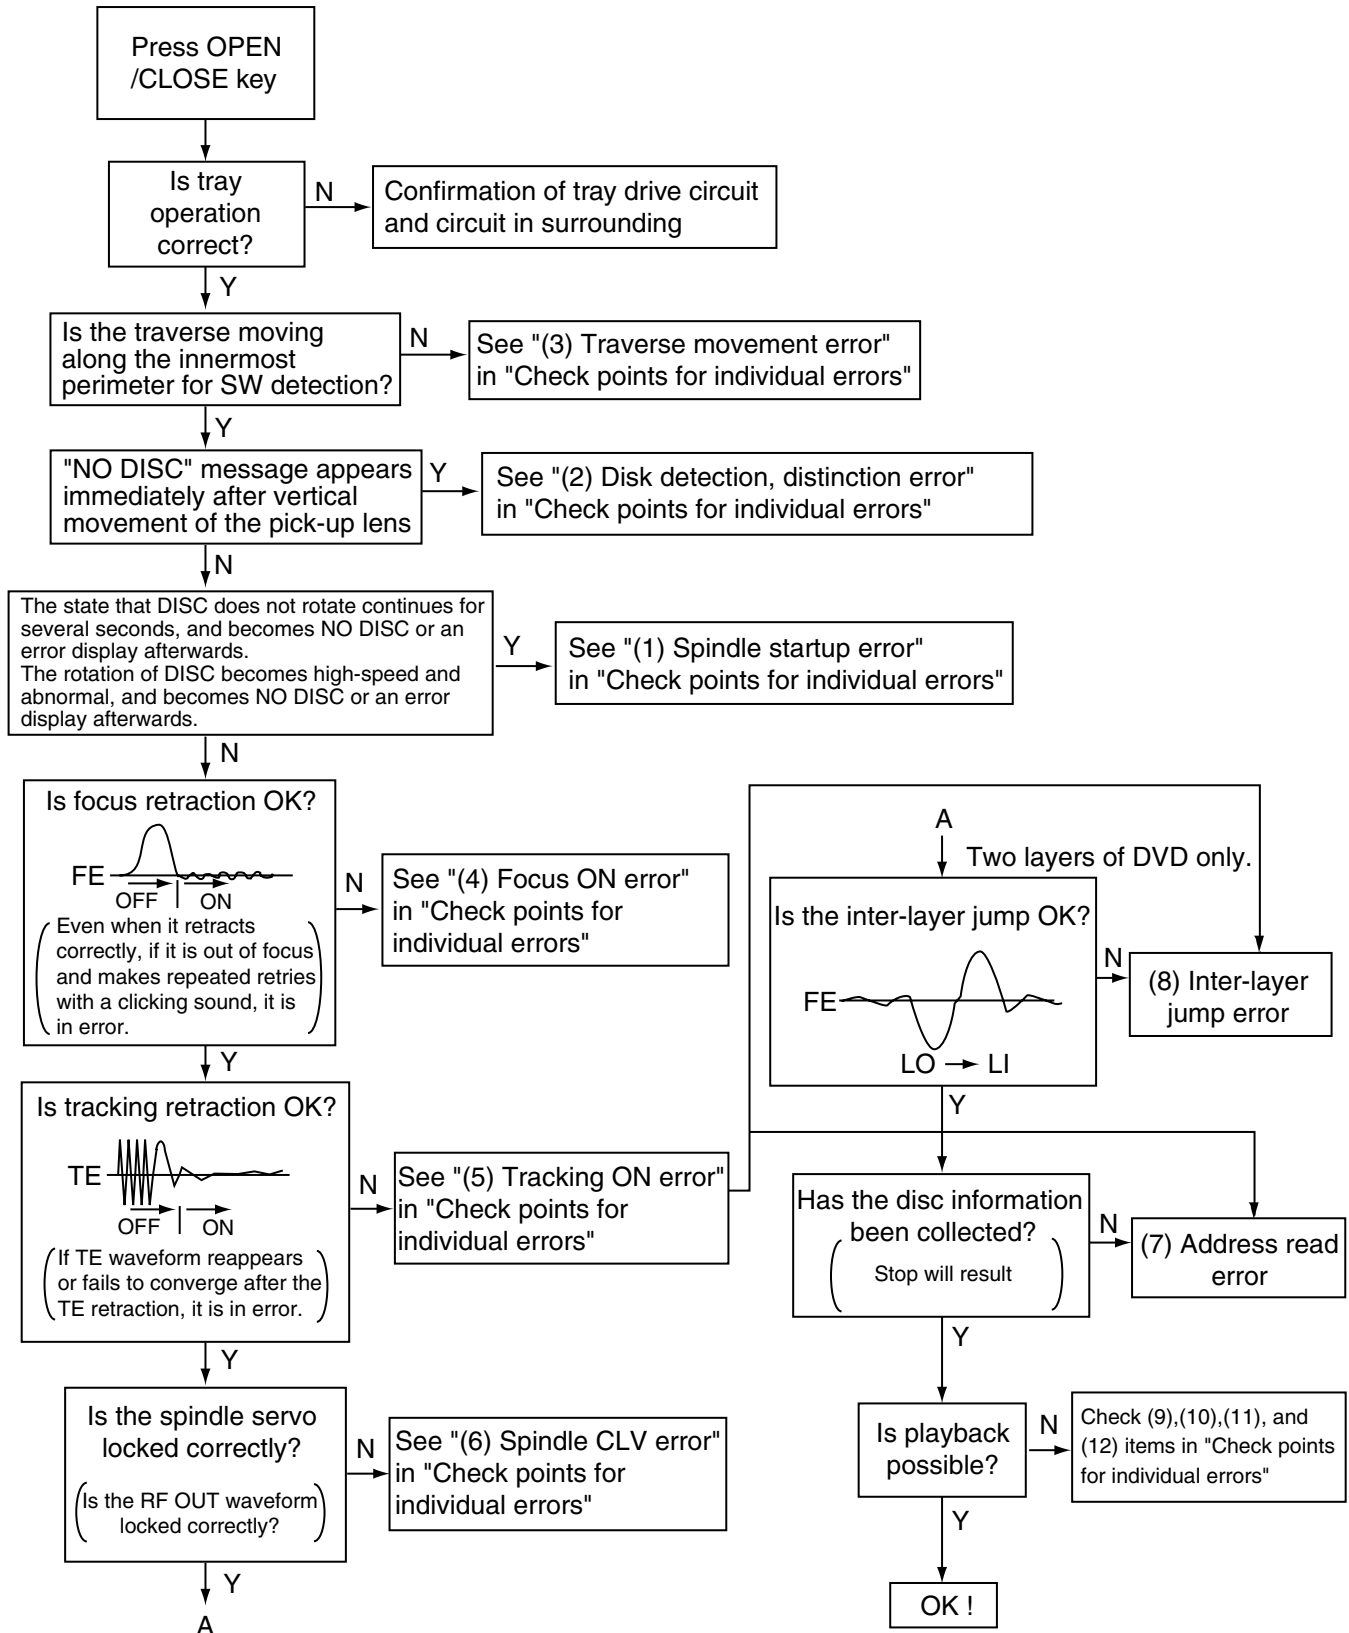 Press OPEN
/CLOSE key
Is tray
operation
correct?
N
Confirmation of tray drive circuit
and circuit in surrounding
Y
Is the traverse moving
along the innermost
perimeter for SW detection?
N
See "(3) Traverse movement error"
in "Check points for individual errors"
Y
"NO DISC" message appears
immediately after vertical
movement of the pick-up lens
Y
See "(2) Disk detection, distinction error"
in "Check points for individual errors"
N
The state that DISC does not rotate continues for
several seconds, and becomes NO DISC or an
error display afterwards.
The rotation of DISC becomes high-speed and
abnormal, and becomes NO DISC or an error
display afterwards.
Y
See "(1) Spindle startup error"
in "Check points for individual errors"
N
Is focus retraction OK?
FE
OFF
ON
Even when it retracts
correctly, if it is out of focus
and makes repeated retries
with a clicking sound, it is
in error.
N
See "(4) Focus ON error"
in "Check points for
individual errors"
Y
Is tracking retraction OK?
TE
OFF
ON
If TE waveform reappears
or fails to converge after the
TE retraction, it is in error.
N
See "(5) Tracking ON error"
in "Check points for
individual errors"
Y
Is the spindle servo
locked correctly?
Is the RF OUT waveform
locked correctly?
N
See "(6) Spindle CLV error"
in "Check points for
individual errors"
Y
A
A
Two layers of DVD only.
Is the inter-layer jump OK?
FE
LO
LI
N
(8) Inter-layer
jump error
Y
Has the disc information
been collected?
Stop will result
N
(7) Address read
error
Y
Is playback
possible?
N
Check (9),(10),(11), and
(12) items in "Check points
for individual errors"
Y
OK !